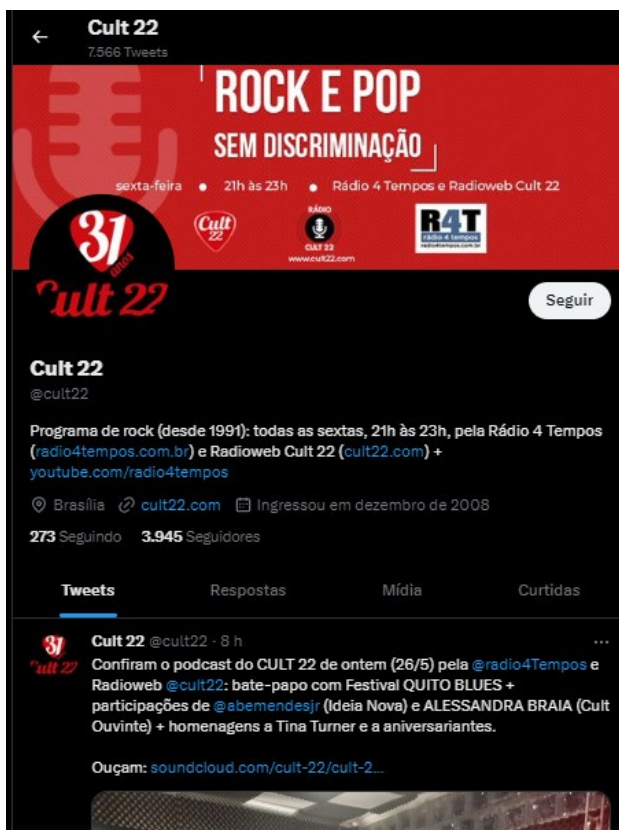 Cult 22
7.566 Tweets
ROCK E POP
SEM DISCRIMINAÇÃO
sexta-feira • 21h às 23h • Rádio 4 Tempos e Radioweb Cult 22
Cult 22
RÁDIO
CULT 22
www.cult22.com
R4T
rádio 4 tempos
radio4tempos.com.br
31
anos
Cult 22
Seguir
Cult 22
@cult22
Programa de rock (desde 1991): todas as sextas, 21h às 23h, pela Rádio 4 Tempos
(radio4tempos.com.br) e Radioweb Cult 22 (cult22.com) +
youtube.com/radio4tempos
Brasília cult22.com Ingressou em dezembro de 2008
273 Seguindo 3.945 Seguidores
Tweets Respostas Mídia Curtidas
31
Cult 22
Cult 22 @cult22 · 8 h ...
Confiram o podcast do CULT 22 de ontem (26/5) pela @radio4Tempos e
Radioweb @cult22: bate-papo com Festival QUITO BLUES +
participações de @abemendesjr (Ideia Nova) e ALESSANDRA BRAIA (Cult
Ouvinte) + homenagens a Tina Turner e a aniversariantes.
Ouçam: soundcloud.com/cult-22/cult-2...